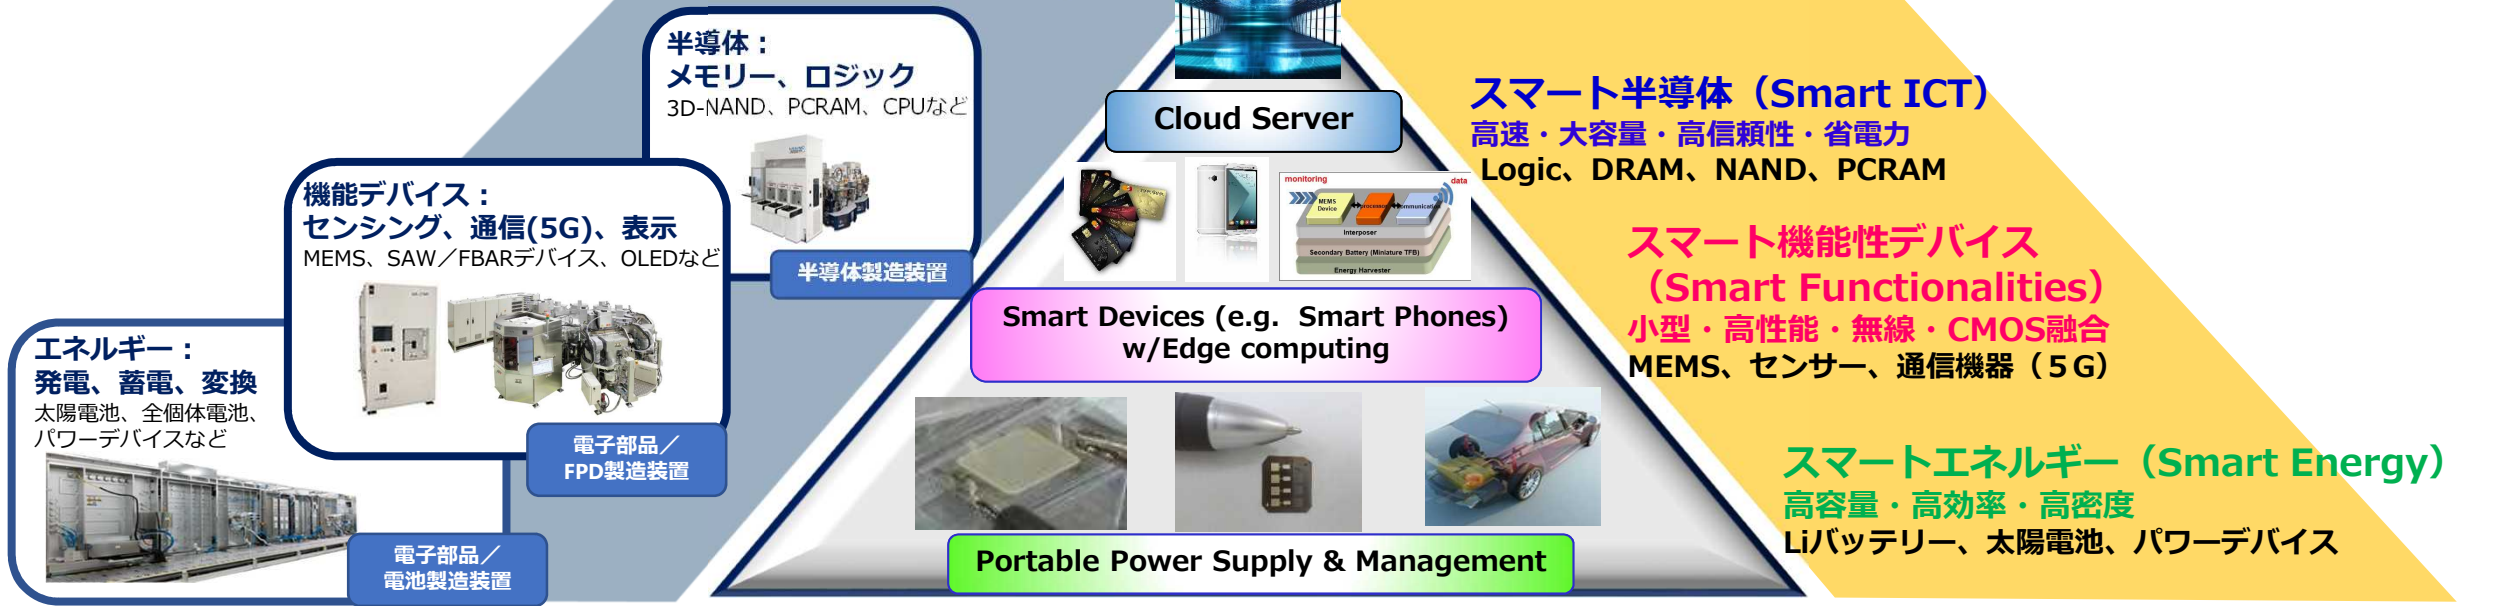 半導体：
メモリー、ロジック
3D-NAND、PCRAM、CPUなど
半導体製造装置
機能デバイス：
センシング、通信(5G)、表示
MEMS、SAW／FBARデバイス、OLEDなど
電子部品／
FPD製造装置
エネルギー：
発電、蓄電、変換
太陽電池、全個体電池、
パワーデバイスなど
電子部品／
電池製造装置
Cloud Server
monitoring
data
MEMS
Device
processor
communication
Interposer
Secondary Battery (Miniature TFB)
Energy Harvester
Smart Devices (e.g. Smart Phones)
w/Edge computing
Portable Power Supply & Management
スマート半導体（Smart ICT）
高速・大容量・高信頼性・省電力
Logic、DRAM、NAND、PCRAM
スマート機能性デバイス
（Smart Functionalities）
小型・高性能・無線・CMOS融合
MEMS、センサー、通信機器（５G）
スマートエネルギー（Smart Energy）
高容量・高効率・高密度
Liバッテリー、太陽電池、パワーデバイス